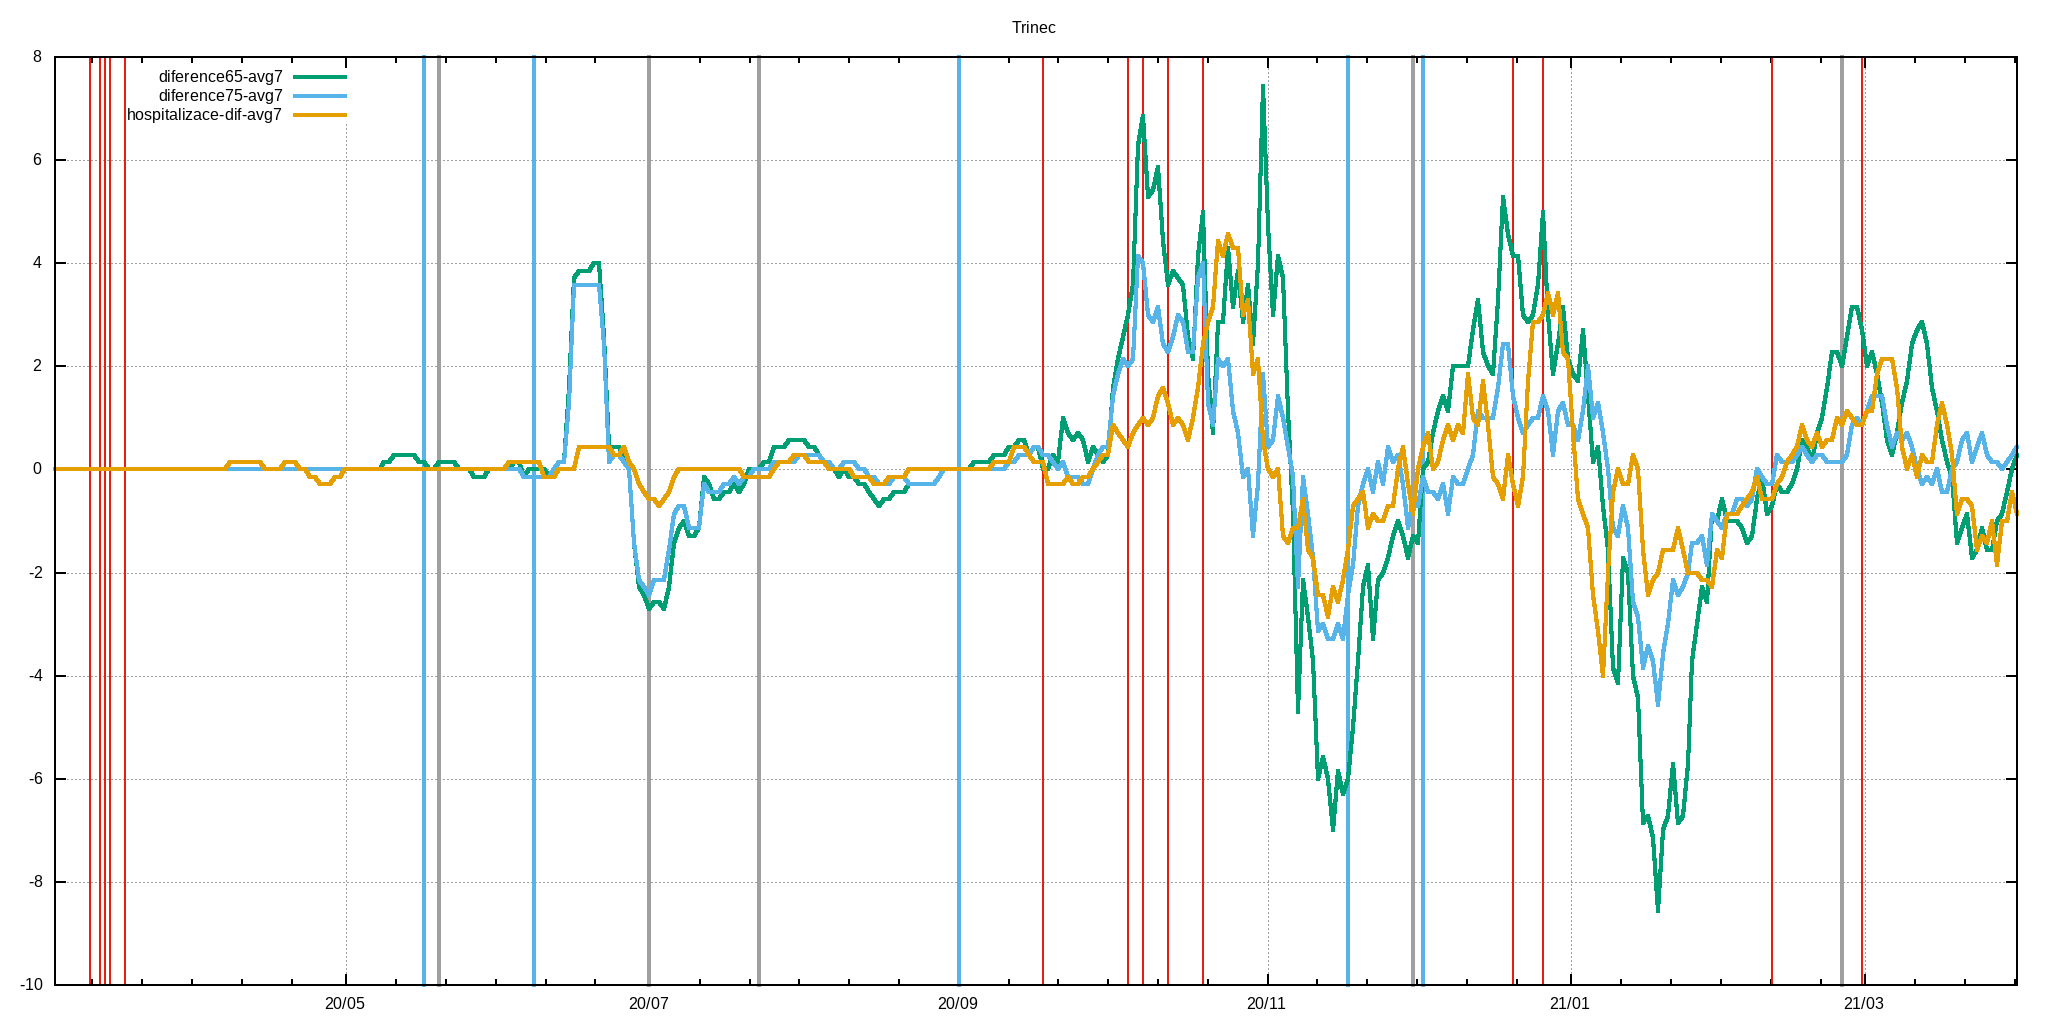 Trinec
8
diference65-avg7
diference75-avg7
hospitalizace-dif-avg7
6
4
2
0
-2
-4
-6
-8
-10
20/05 20/07 20/09 20/11 21/01 21/03